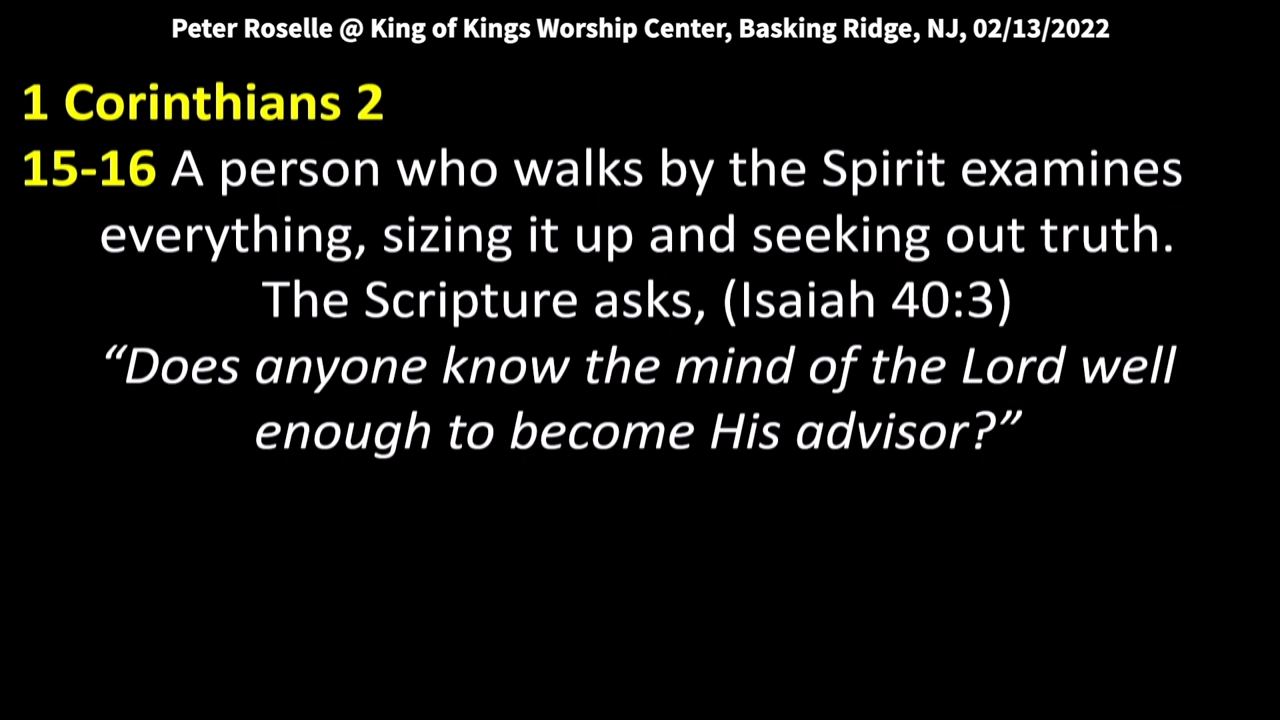 Peter Roselle @ King of Kings Worship Center, Basking Ridge, NJ, 02/13/2022
1 Corinthians 2
15-16 A person who walks by the Spirit examines
everything, sizing it up and seeking out truth.
The Scripture asks, (Isaiah 40:3)
“Does anyone know the mind of the Lord well
enough to become His advisor?”